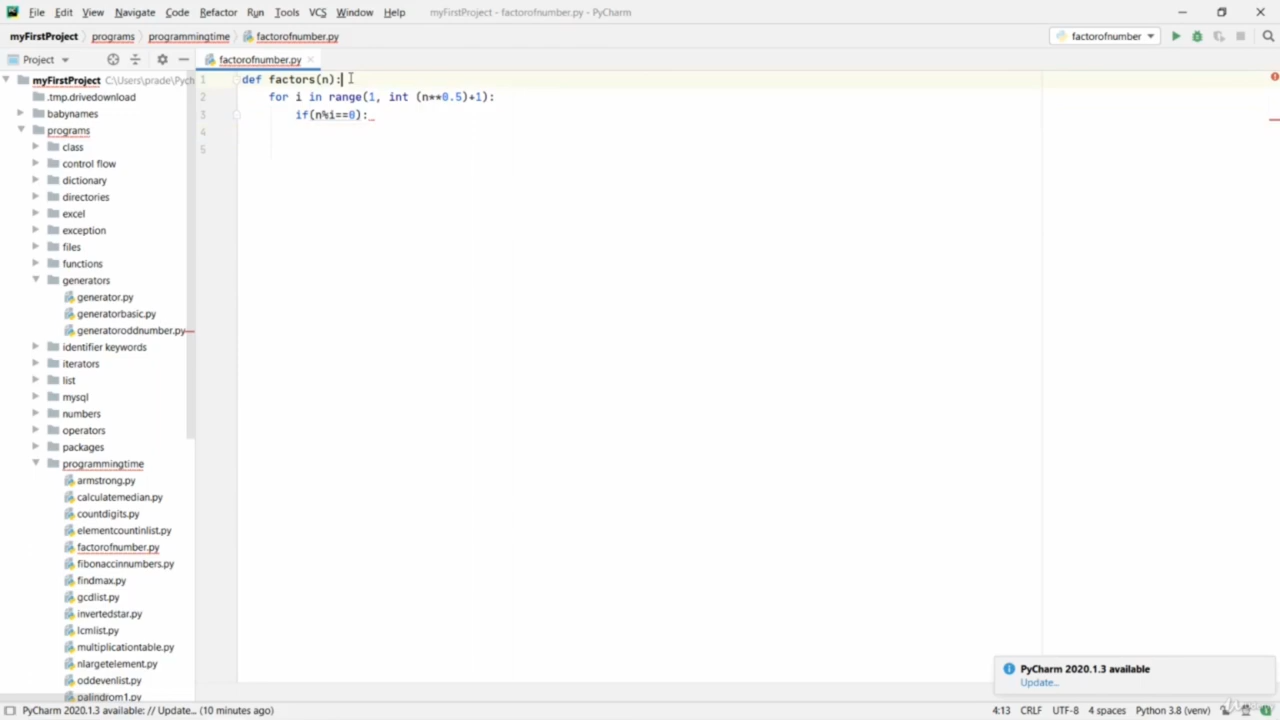 File Edit View Navigate Code Refactor Run Tools VCS Window Help myFirstProject - factorofnumber.py - PyCharm
myFirstProject programs programmingtime factorofnumber.py factorofnumber
Project factorofnumber.py
myFirstProject C:\Users\prade\Pych 1 def factors(n):
.tmp.drivedownload 2 for i in range(1, int (n**0.5)+1):
babynames 3 if(n%i==0):
programs 4
class 5
control flow
dictionary
directories
excel
exception
files
functions
generators
generator.py
generatorbasic.py
generatoroddnumber.py
identifier keywords
iterators
list
mysql
numbers
operators
packages
programmingtime
armstrong.py
calculatemedian.py
countdigits.py
elementcountinlist.py
factorofnumber.py
fibonaccinnumbers.py
findmax.py
gcdlist.py
invertedstar.py
lcmlist.py
multiplicationtable.py
nlargetelement.py
oddevenlist.py
palindrom1.py
PyCharm 2020.1.3 available
Update...
PyCharm 2020.1.3 available: // Update... (10 minutes ago) 4:13 CRLF UTF-8 4 spaces Python 3.8 (venv)